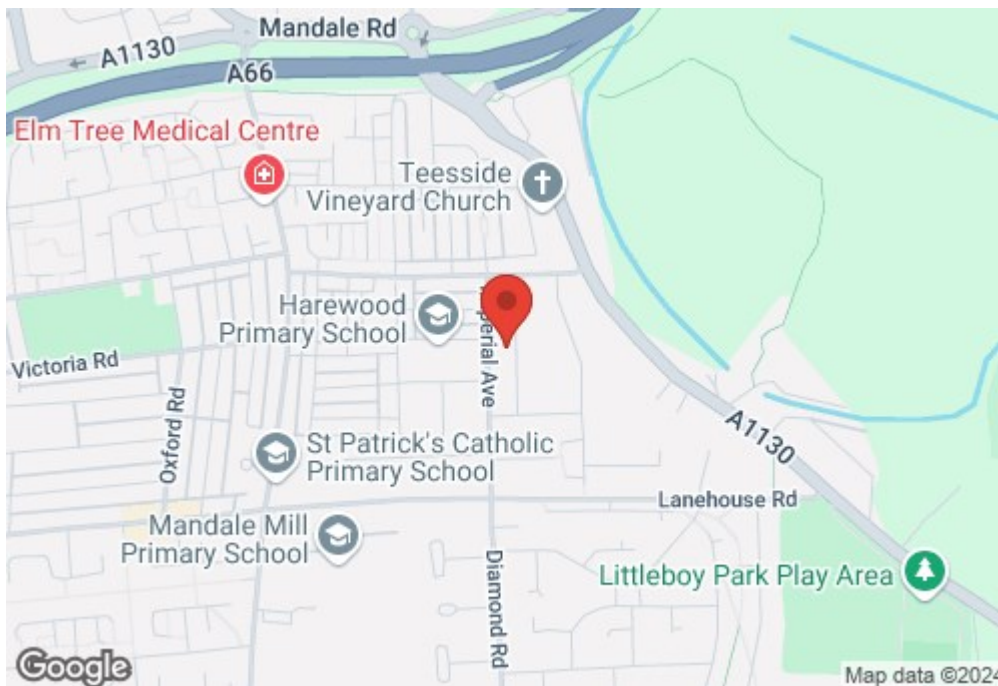 Mandale Rd
A1130
A66
Elm Tree Medical Centre
Teesside
Vineyard Church
Harewood
Primary School
Imperial Ave
Victoria Rd
Oxford Rd
St Patrick's Catholic
Primary School
A1130
Lanehouse Rd
Mandale Mill
Primary School
Diamond Rd
Littleboy Park Play Area
Google
Map data ©2024